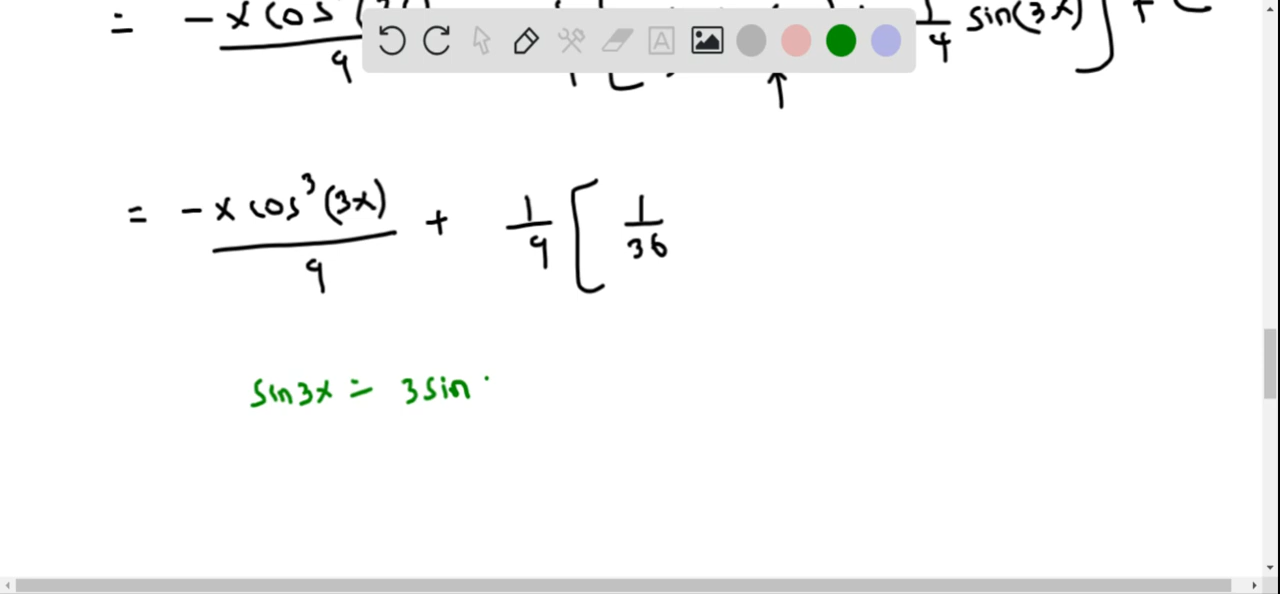 = - x cos 9 1/4 sin(3x) ] + C
= -x cos³(3x)/9 + 1/9 [ 1/36
sin3x = 3sin